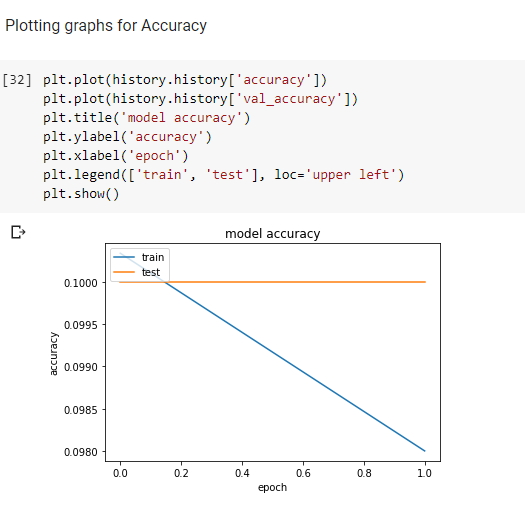 Plotting graphs for Accuracy
[32] plt.plot(history.history['accuracy'])
plt.plot(history.history['val_accuracy'])
plt.title('model accuracy')
plt.ylabel('accuracy')
plt.xlabel('epoch')
plt.legend(['train', 'test'], loc='upper left')
plt.show()
model accuracy
train
test
0.1000
0.0995
0.0990
0.0985
0.0980
accuracy
0.0 0.2 0.4 0.6 0.8 1.0
epoch